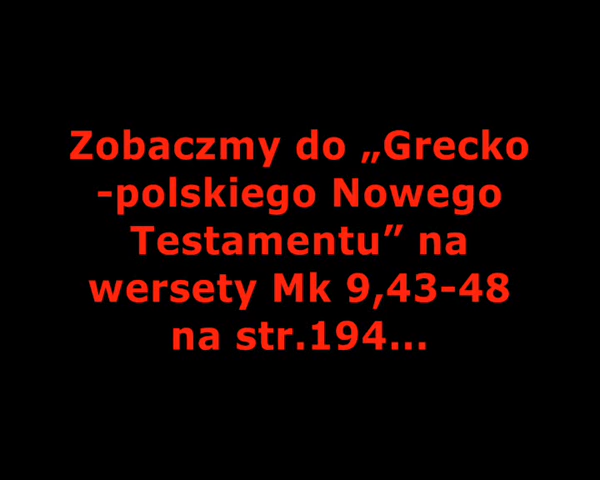 Zobaczmy do „Grecko
-polskiego Nowego
Testamentu” na
wersety Mk 9,43-48
na str.194...